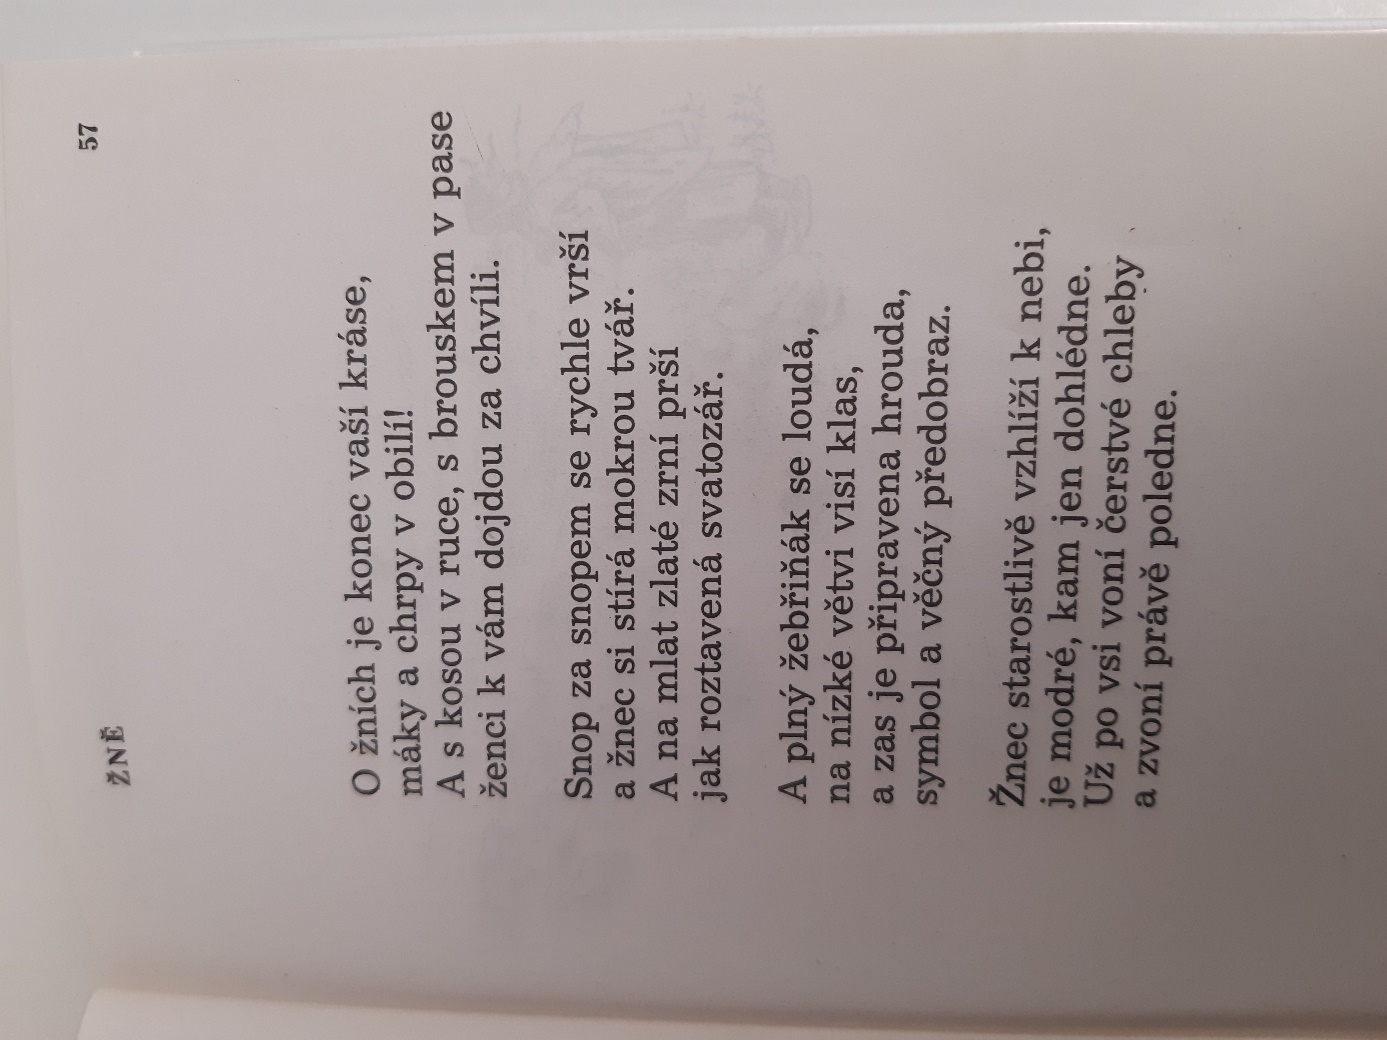 ŽNĚ
57
O žních je konec vaší kráse,
máky a chrpy v obilí!
A s kosou v ruce, s brouskem v pase
ženci k vám dojdou za chvíli.
Snop za snopem se rychle vrší
a žnec si stírá mokrou tvář.
A na mlat zlaté zrní prší
jak roztavená svatozář.
A plný žebřiňák se loudá,
na nízké větvi visí klas,
a zas je připravena hrouda,
symbol a věčný předobraz.
Žnec starostlivě vzhlíží k nebi,
je modré, kam jen dohlédne.
Už po vsi voní čerstvé chleby
a zvoní právě poledne.